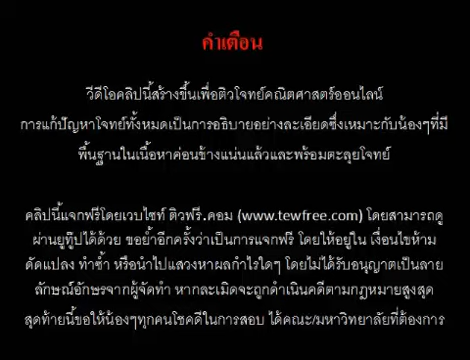 คำเตือน
วีดีโอคลิปนี้สร้างขึ้นเพื่อติวโจทย์คณิตศาสตร์ออนไลน์
การแก้ปัญหาโจทย์ทั้งหมดเป็นการอธิบายอย่างละเอียดซึ่งเหมาะกับน้องๆที่มี
พื้นฐานในเนื้อหาค่อนข้างแน่นแล้วและพร้อมตะลุยโจทย์
คลิปนี้แจกฟรีโดยเวบไซท์ ติวฟรี.คอม (www.tewfree.com) โดยสามารถดู
ผ่านยูทูปได้ด้วย ขอย้ำอีกครั้งว่าเป็นการแจกฟรี โดยให้อยู่ใน เงื่อนไขห้าม
ดัดแปลง ทำซ้ำ หรือนำไปแสวงหาผลกำไรใดๆ โดยไม่ได้รับอนุญาตเป็นลาย
ลักษณ์อักษรจากผู้จัดทำ หากละเมิดจะถูกดำเนินคดีตามกฎหมายสูงสุด
สุดท้ายนี้ขอให้น้องๆทุกคนโชคดีในการสอบ ได้คณะ/มหาวิทยาลัยที่ต้องการ